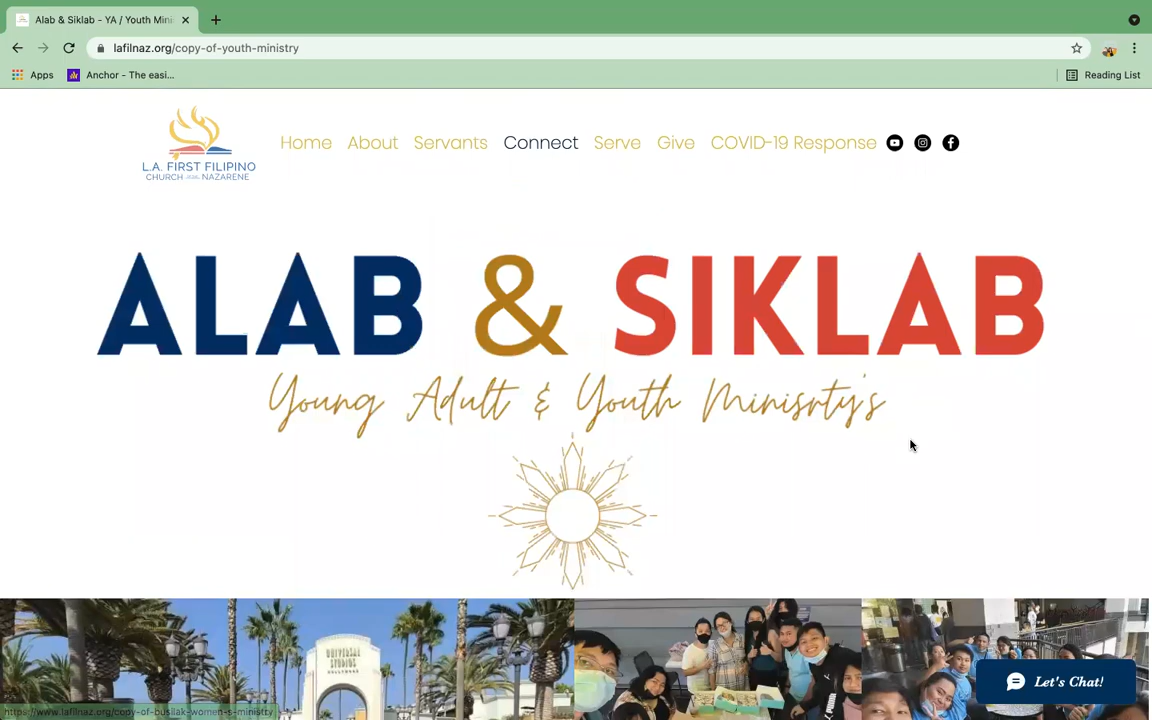 Alab & Siklab - YA / Youth Mini
lafilnaz.org/copy-of-youth-ministry
Apps
Anchor - The easi...
Reading List
L.A. FIRST FILIPINO
CHURCH OF THE NAZARENE
Home About Servants Connect Serve Give COVID-19 Response
ALAB & SIKLAB
Young Adult & Youth Minisrty's
UNIVERSAL
STUDIOS
HOLLYWOOD
Let's Chat!
https://www.lafilnaz.org/copy-of-busilak-women-s-ministry